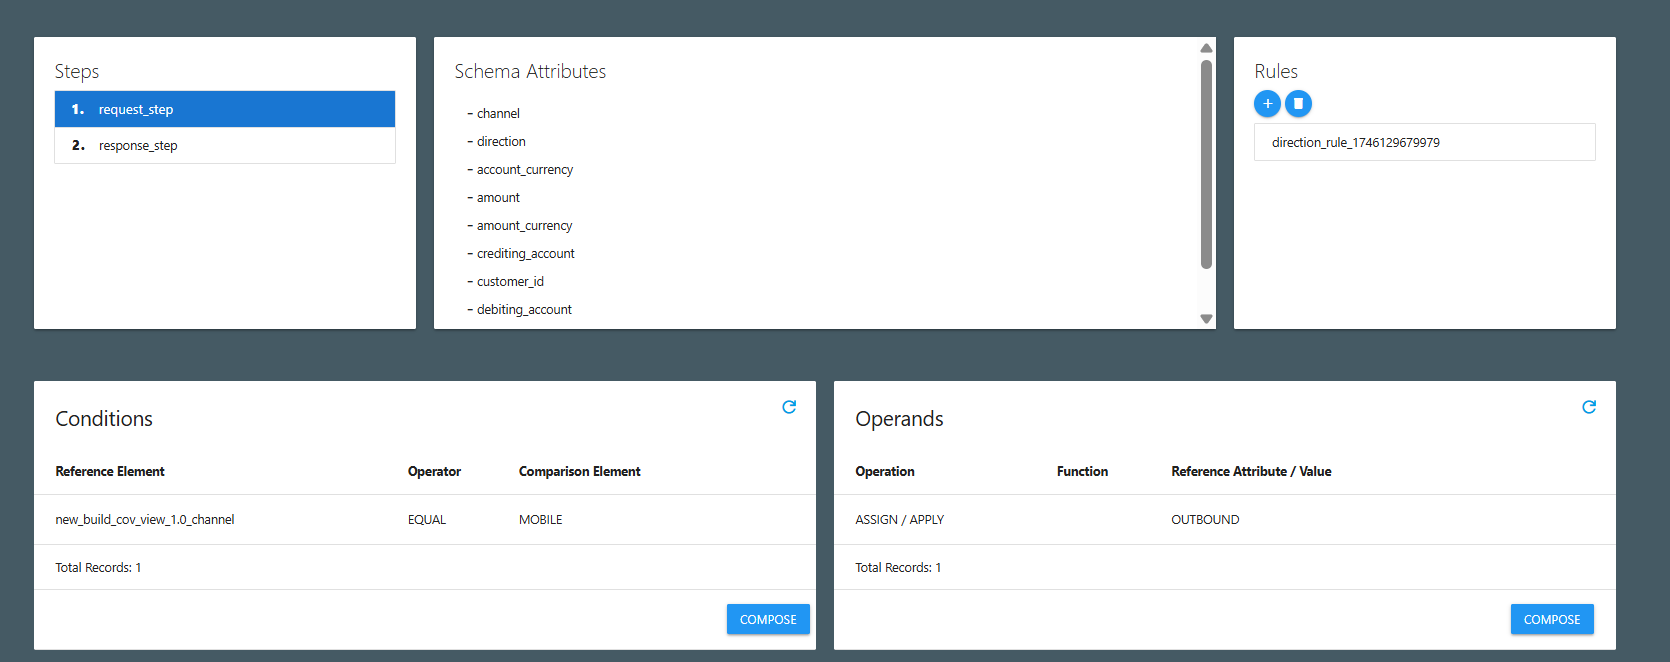 Steps
1. request_step
2. response_step
Schema Attributes
- channel
- direction
- account_currency
- amount
- amount_currency
- crediting_account
- customer_id
- debiting_account
Rules
+
direction_rule_1746129679979
Conditions
Reference Element Operator Comparison Element
new_build_cov_view_1.0_channel EQUAL MOBILE
Total Records: 1
COMPOSE
Operands
Operation Function Reference Attribute / Value
ASSIGN / APPLY OUTBOUND
Total Records: 1
COMPOSE